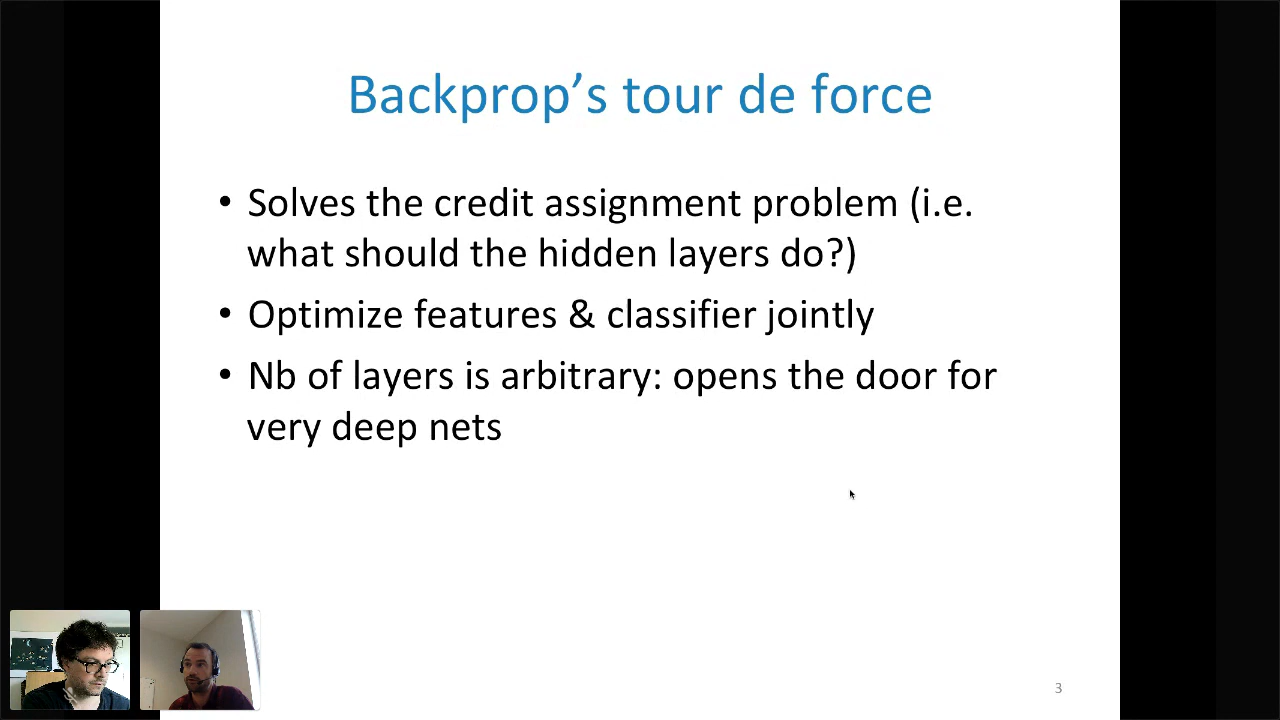 Backprop’s tour de force
• Solves the credit assignment problem (i.e.
what should the hidden layers do?)
• Optimize features & classifier jointly
• Nb of layers is arbitrary: opens the door for
very deep nets
3